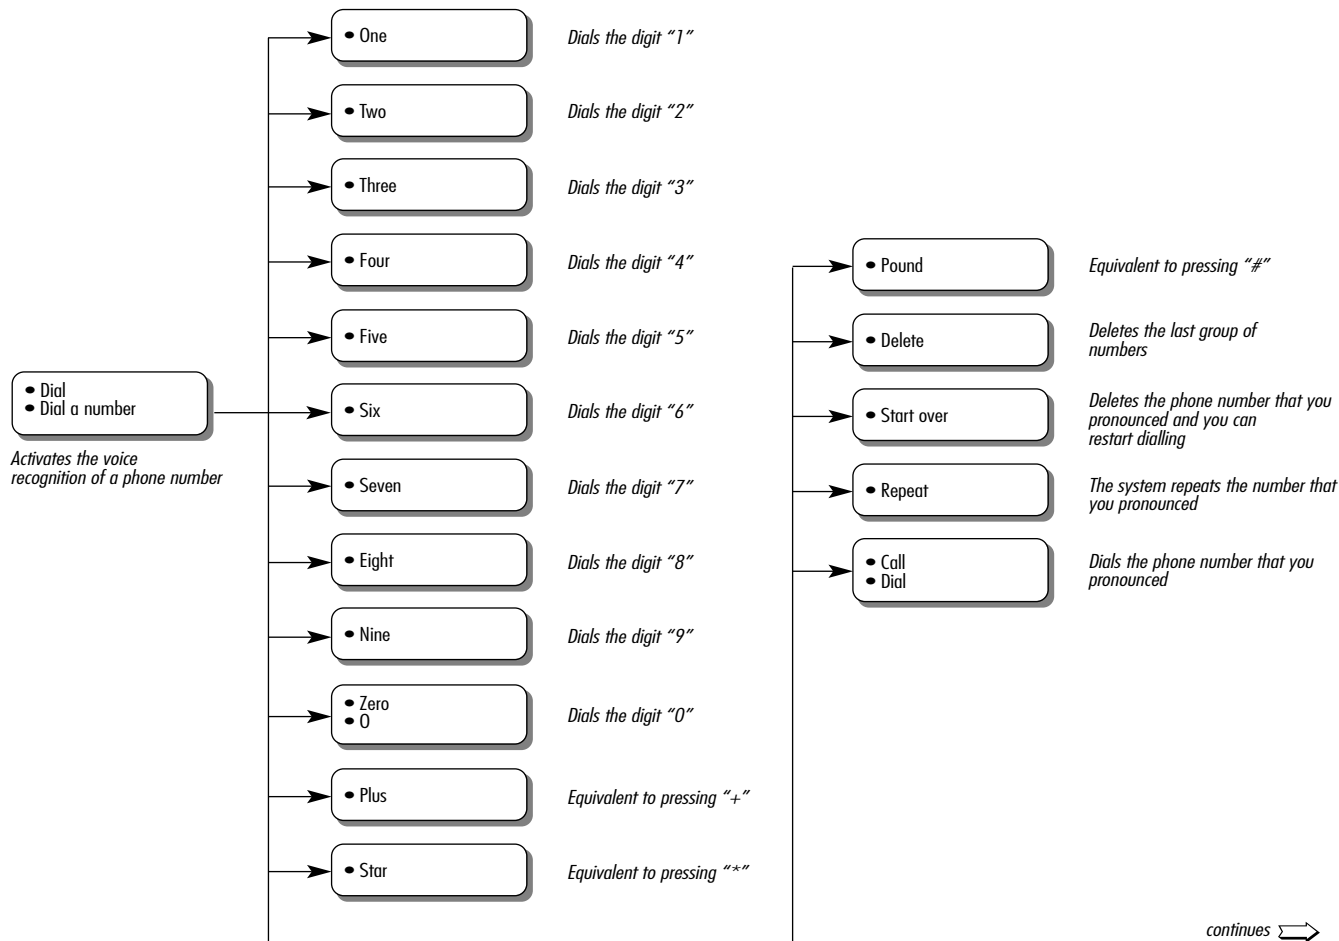 • Dial
• Dial a number
Activates the voice
recognition of a phone number
• One
Dials the digit “1”
• Two
Dials the digit “2”
• Three
Dials the digit “3”
• Four
Dials the digit “4”
• Five
Dials the digit “5”
• Six
Dials the digit “6”
• Seven
Dials the digit “7”
• Eight
Dials the digit “8”
• Nine
Dials the digit “9”
• Zero
• O
Dials the digit “0”
• Plus
Equivalent to pressing “+”
• Star
Equivalent to pressing “*”
• Pound
Equivalent to pressing “#”
• Delete
Deletes the last group of
numbers
• Start over
Deletes the phone number that you
pronounced and you can
restart dialling
• Repeat
The system repeats the number that
you pronounced
• Call
• Dial
Dials the phone number that you
pronounced
continues